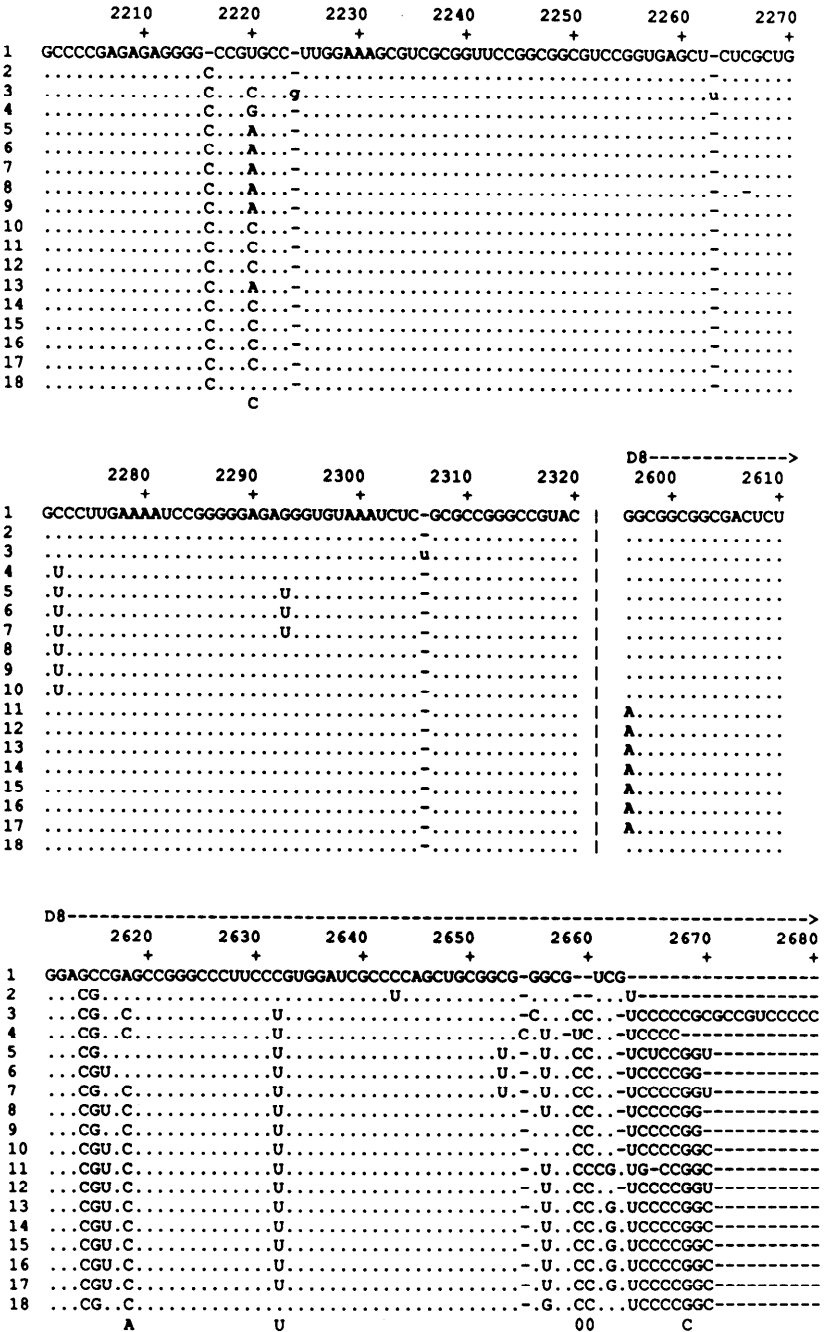 2210 2220 2230 2240 2250 2260 2270
+ + + + + + +
1 GCCCCGAGAGAGGGG-CCGUGCC-UUGGAAAGCGUCGCGGUUCCGGCGGCGUCCGGUGAGCU-CUCGCUG
2 ...............C.......-......................................-.......
3 ...............C...C...g......................................u.......
4 ...............C...G...-......................................-.......
5 ...............C...A...-......................................-.......
6 ...............C...A...-......................................-.......
7 ...............C...A...-......................................-.......
8 ...............C...A...-......................................-..-....
9 ...............C...A...-......................................-.......
10 ...............C...C...-......................................-.......
11 ...............C...C...-......................................-.......
12 ...............C...C...-......................................-.......
13 ...............C...A...-......................................-.......
14 ...............C...C...-......................................-.......
15 ...............C...C...-......................................-.......
16 ...............C...C...-......................................-.......
17 ...............C...C...-......................................-.......
18 ...............C.......-......................................-.......
C
D8------------->
2280 2290 2300 2310 2320 2600 2610
+ + + + + + +
1 GCCCUUGAAAAUCCGGGGGAGAGGGUGUAAAUCUC-GCGCCGGGCCGUAC | GGCGGCGGCGACUCU
2 ...................................-.............. | ...............
3 ...................................u.............. | ...............
4 .U.................................-.............. | ...............
5 .U....................U............-.............. | ...............
6 .U....................U............-.............. | ...............
7 .U....................U............-.............. | ...............
8 .U.................................-.............. | ...............
9 .U.................................-.............. | ...............
10 .U.................................-.............. | ...............
11 ...................................-.............. | A..............
12 ...................................-.............. | A..............
13 ...................................-.............. | A..............
14 ...................................-.............. | A..............
15 ...................................-.............. | A..............
16 ...................................-.............. | A..............
17 ...................................-.............. | A..............
18 ...................................-.............. | ...............
D8--------------------------------------------------------------------->
2620 2630 2640 2650 2660 2670 2680
+ + + + + + +
1 GGAGCCGAGCCGGGCCCUUCCCGUGGAUCGCCCCAGCUGCGGCG-GGCG--UCG------------------
2 ...CG...........................U...........-....--...U-----------------
3 ...CG..C.............U......................-C...CC...-UCCCCCGCGCCGUCCCCC
4 ...CG..C.............U......................C.U.-UC..-UCCCC-------------
5 ...CG................U....................U.-.U..CC..-UCUCCGGU----------
6 ...CGU...............U....................U.-.U..CC..-UCCCCGG-----------
7 ...CG..C.............U....................U.-.U..CC..-UCCCCGGU----------
8 ...CGU.C.............U......................-.U..CC..-UCCCCGG-----------
9 ...CG..C.............U......................-....CC..-UCCCCGG-----------
10 ...CGU.C.............U......................-....CC..-UCCCCGGC----------
11 ...CGU.C.............U......................-.U..CCCG.UG-CCGGC----------
12 ...CGU.C.............U......................-.U..CC..-UCCCCGGU----------
13 ...CGU.C.............U......................-.U..CC.G.UCCCCGGC----------
14 ...CGU.C.............U......................-.U..CC.G.UCCCCGGC----------
15 ...CGU.C.............U......................-.U..CC.G.UCCCCGGC----------
16 ...CGU.C.............U......................-.U..CC.G.UCCCCGGC----------
17 ...CGU.C.............U......................-.U..CC.G.UCCCCGGC----------
18 ...CG..C....................................-.G..CC...UCCCCGGC----------
A U 00 C